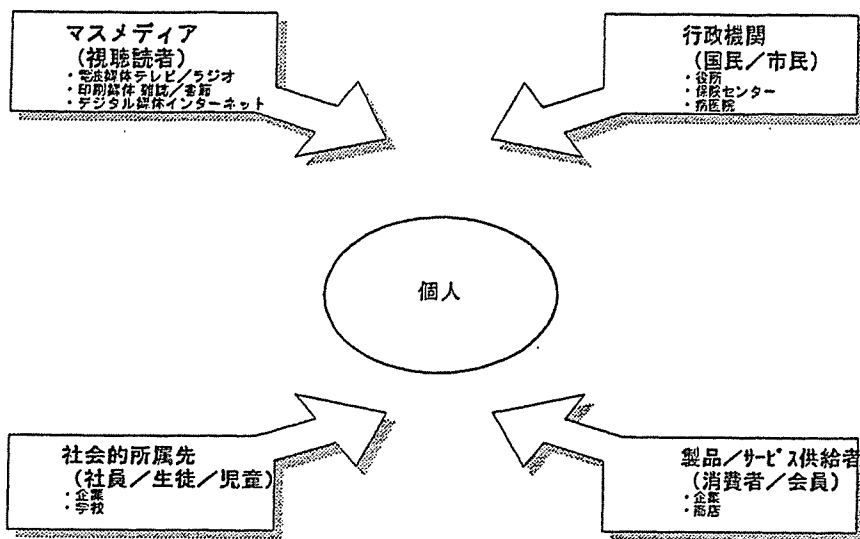 マスメディア
(視聴読者)
・電波媒体テレビ/ラジオ
・印刷媒体 雑誌/書籍
・デジタル媒体インターネット
行政機関
(国民/市民)
・役所
・保険センター
・病医院
個人
社会的所属先
(社員/生徒/児童)
・企業
・学校
製品/サービス供給者
(消費者/会員)
・企業
・商店